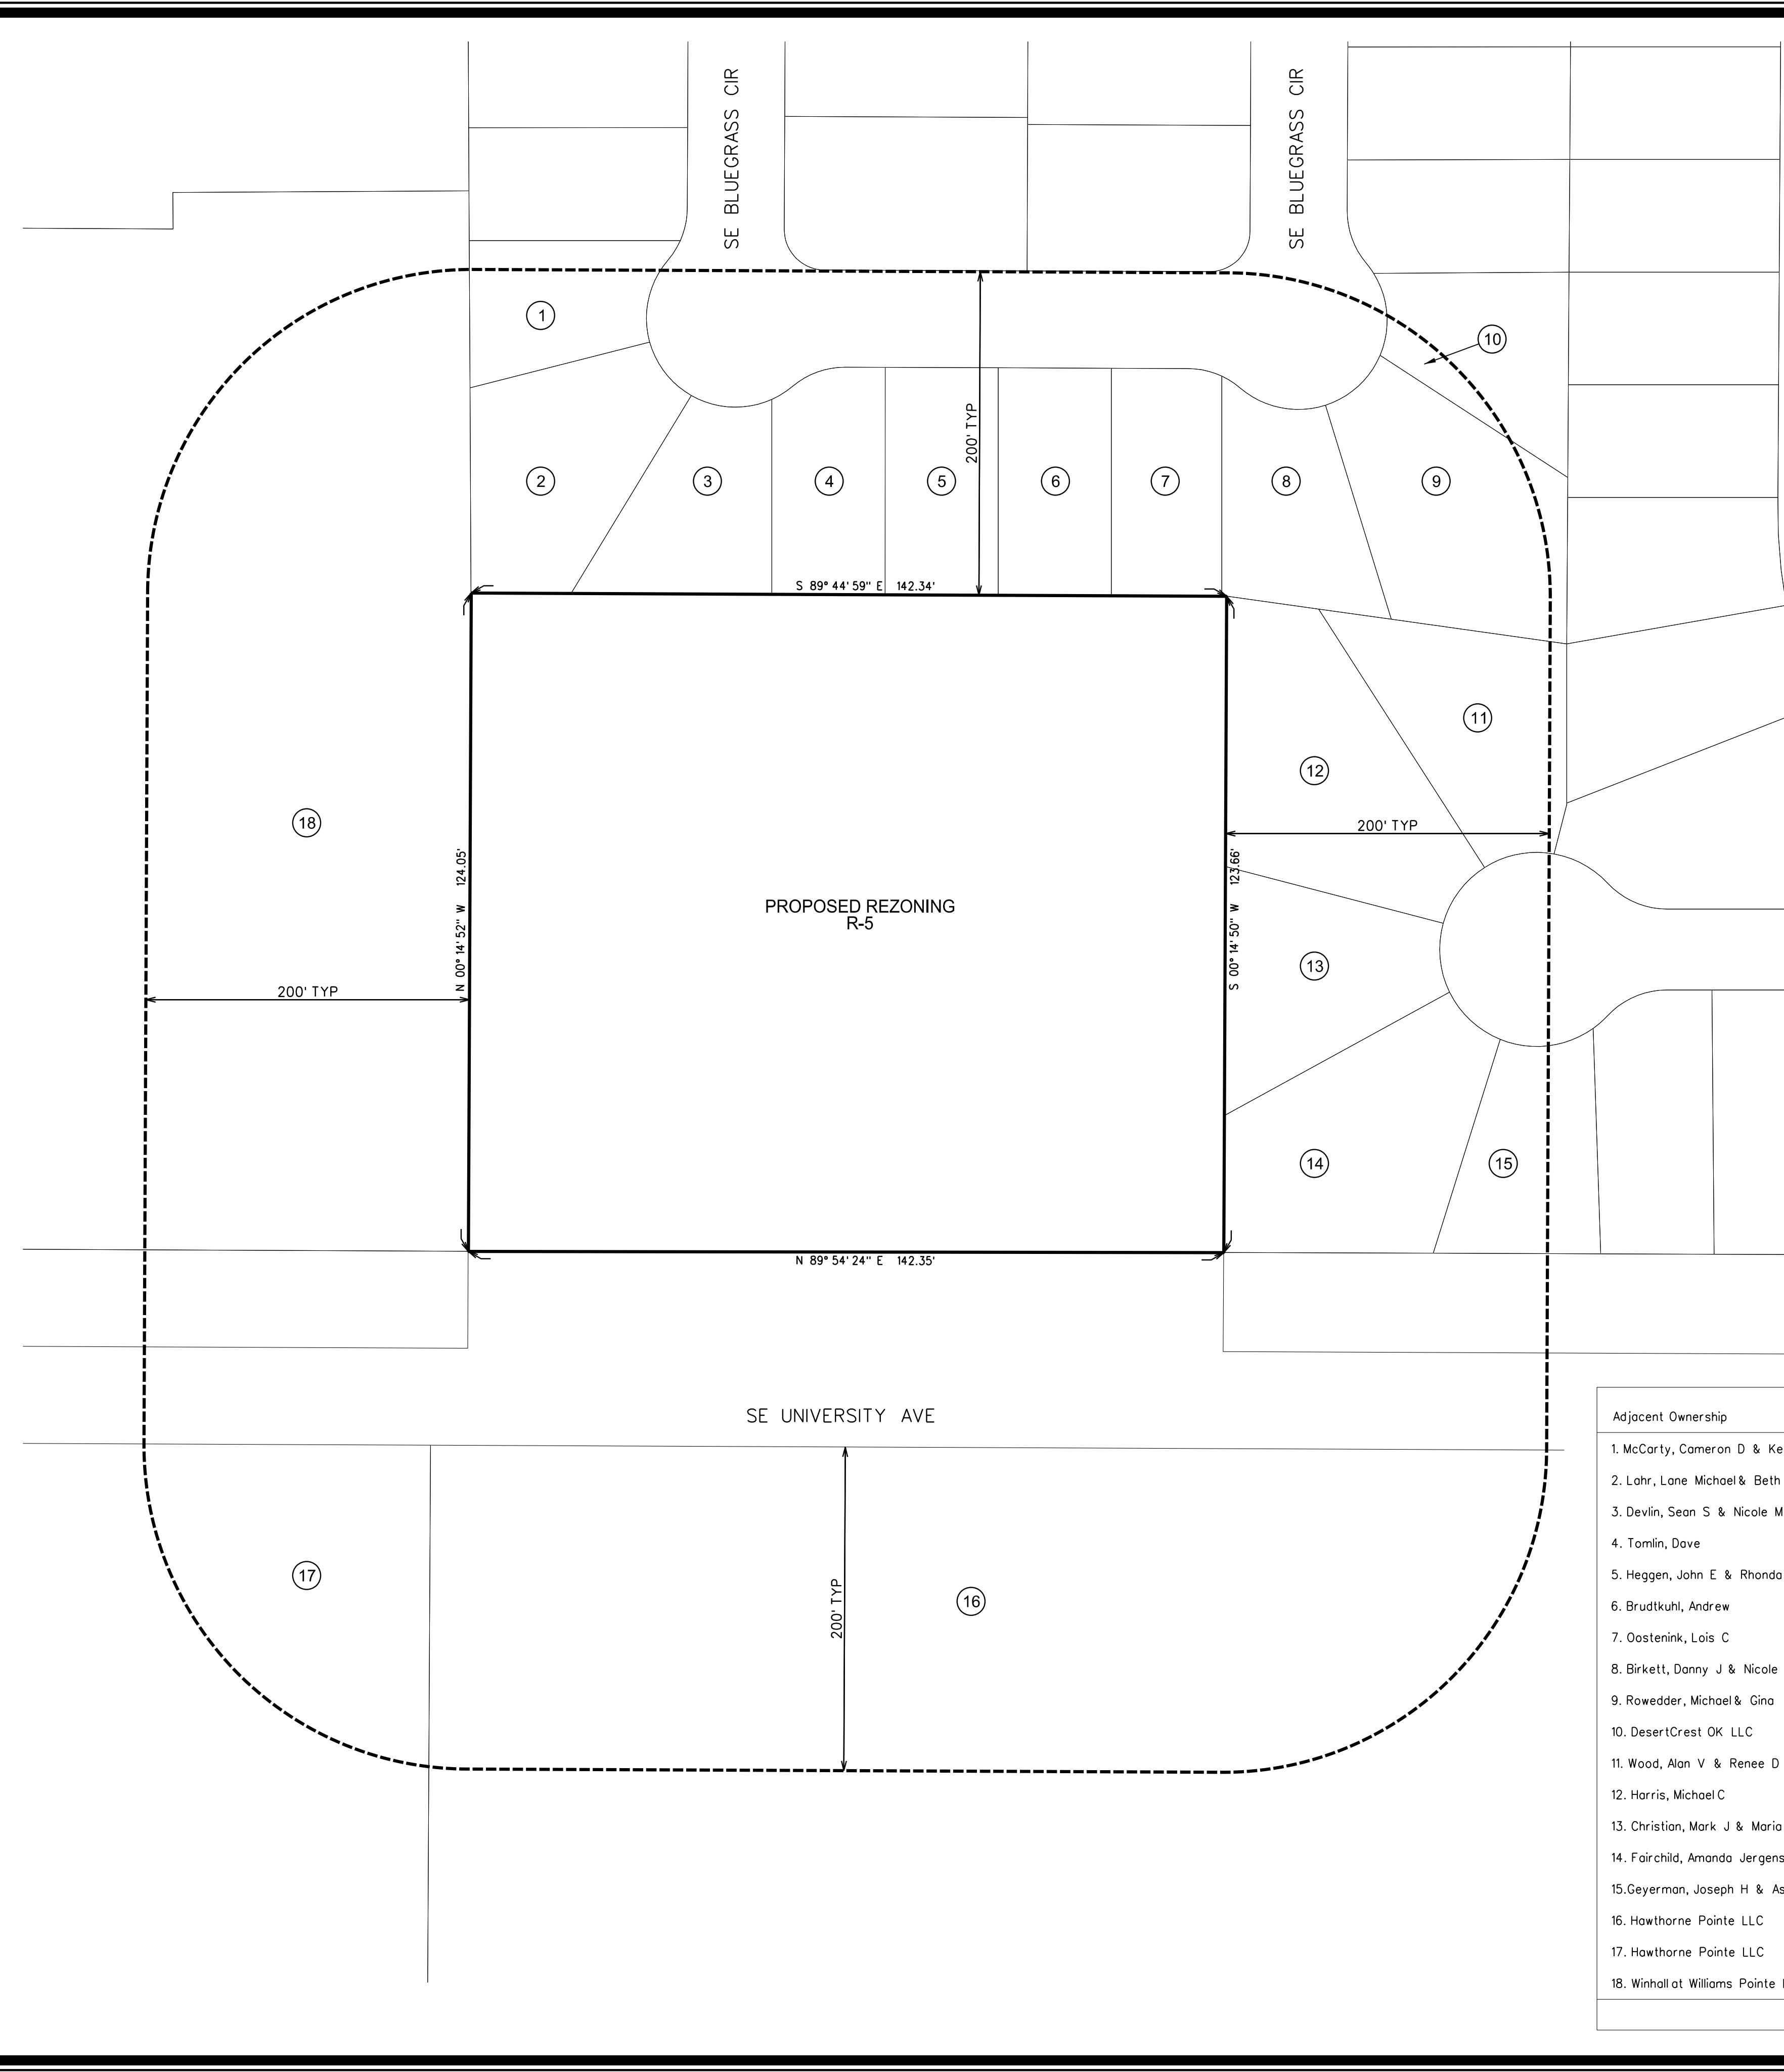 SE BLUEGRASS CIR
SE BLUEGRASS CIR
1
10
200' TYP
2
3
4
5
6
7
8
9
S 89° 44' 59" E 142.34'
11
12
18
200' TYP
N 00° 14' 52" W 124.05'
S 00° 14' 50" W 123.66'
PROPOSED REZONING
R-5
13
200' TYP
14
15
N 89° 54' 24" E 142.35'
SE UNIVERSITY AVE
17
200' TYP
16
Adjacent Ownership
1. McCarty, Cameron D & Ke
2. Lahr, Lane Michael & Beth
3. Devlin, Sean S & Nicole M
4. Tomlin, Dave
5. Heggen, John E & Rhonda
6. Brudtkuhl, Andrew
7. Oostenink, Lois C
8. Birkett, Danny J & Nicole
9. Rowedder, Michael & Gina
10. DesertCrest OK LLC
11. Wood, Alan V & Renee D
12. Harris, Michael C
13. Christian, Mark J & Maria
14. Fairchild, Amanda Jergens
15.Geyerman, Joseph H & As
16. Hawthorne Pointe LLC
17. Hawthorne Pointe LLC
18. Winhall at Williams Pointe